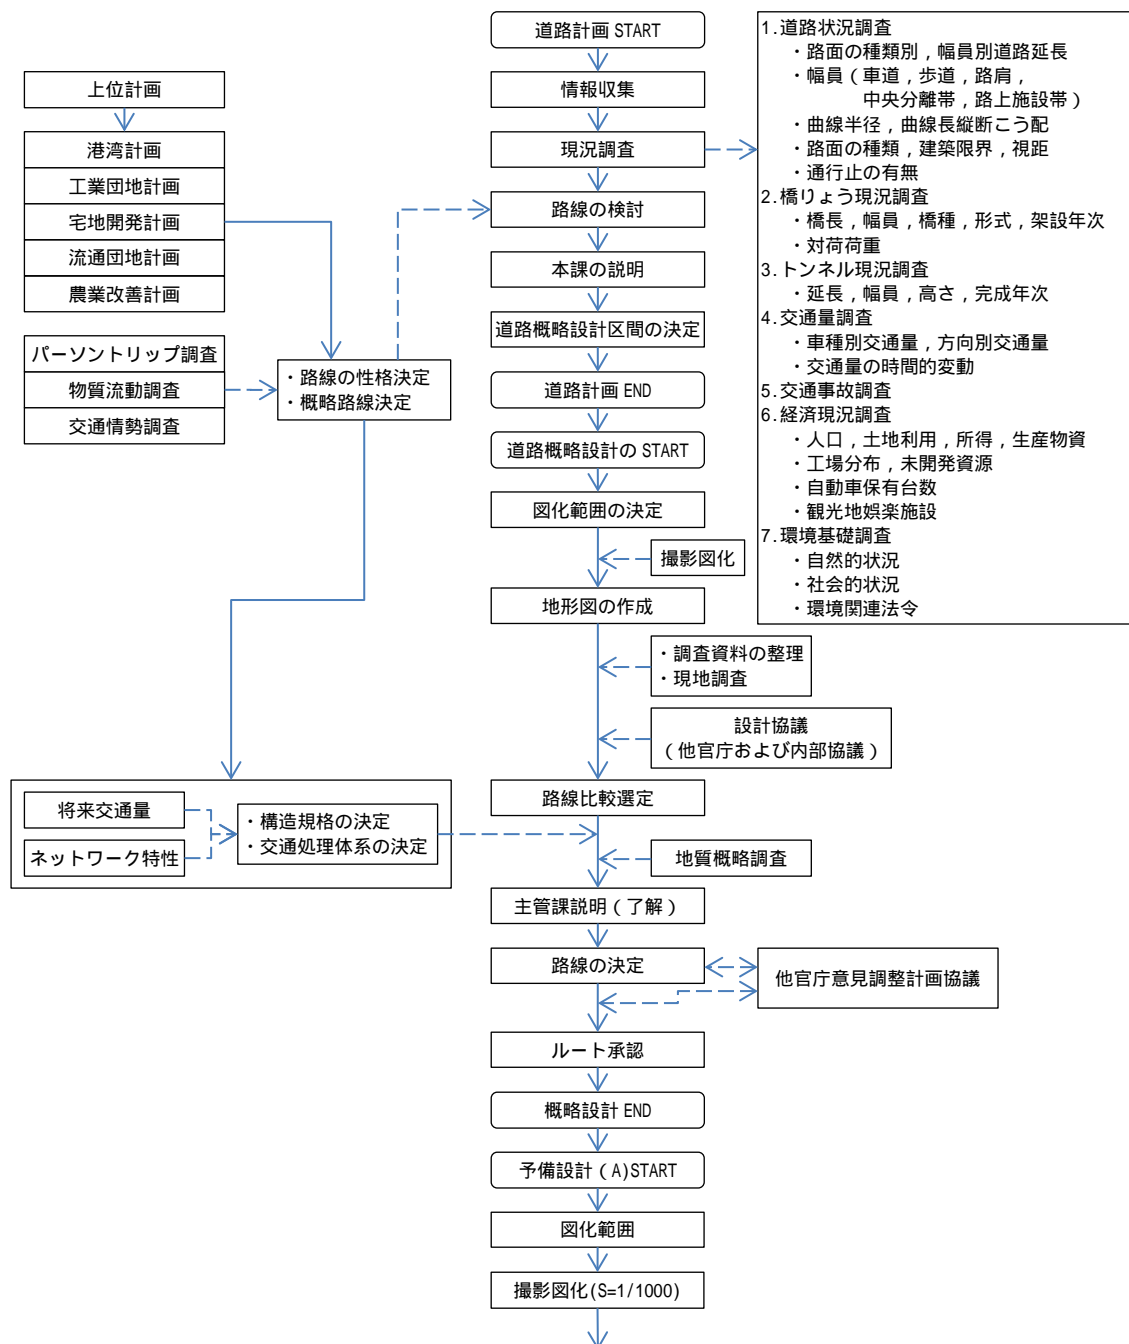 道路計画 START
情報収集
現況調査
路線の検討
本課の説明
道路概略設計区間の決定
道路計画 END
道路概略設計の START
図化範囲の決定
撮影図化
地形図の作成
・調査資料の整理
・現地調査
設計協議
(他官庁および内部協議)
路線比較選定
地質概略調査
主管課説明(了解)
路線の決定
他官庁意見調整計画協議
ルート承認
概略設計 END
予備設計(A)START
図化範囲
撮影図化(S=1/1000)
上位計画
港湾計画
工業団地計画
宅地開発計画
流通団地計画
農業改善計画
パーソントリップ調査
物質流動調査
交通情勢調査
・路線の性格決定
・概略路線決定
将来交通量
ネットワーク特性
・構造規格の決定
・交通処理体系の決定
1.道路状況調査
・路面の種類別,幅員別道路延長
・幅員(車道,歩道,路肩,
中央分離帯,路上施設帯)
・曲線半径,曲線長縦断こう配
・路面の種類,建築限界,視距
・通行止の有無
2.橋りょう現況調査
・橋長,幅員,橋種,形式,架設年次
・対荷荷重
3.トンネル現況調査
・延長,幅員,高さ,完成年次
4.交通量調査
・車種別交通量,方向別交通量
・交通量の時間的変動
5.交通事故調査
6.経済現況調査
・人口,土地利用,所得,生産物資
・工場分布,未開発資源
・自動車保有台数
・観光地娯楽施設
7.環境基礎調査
・自然的状況
・社会的状況
・環境関連法令